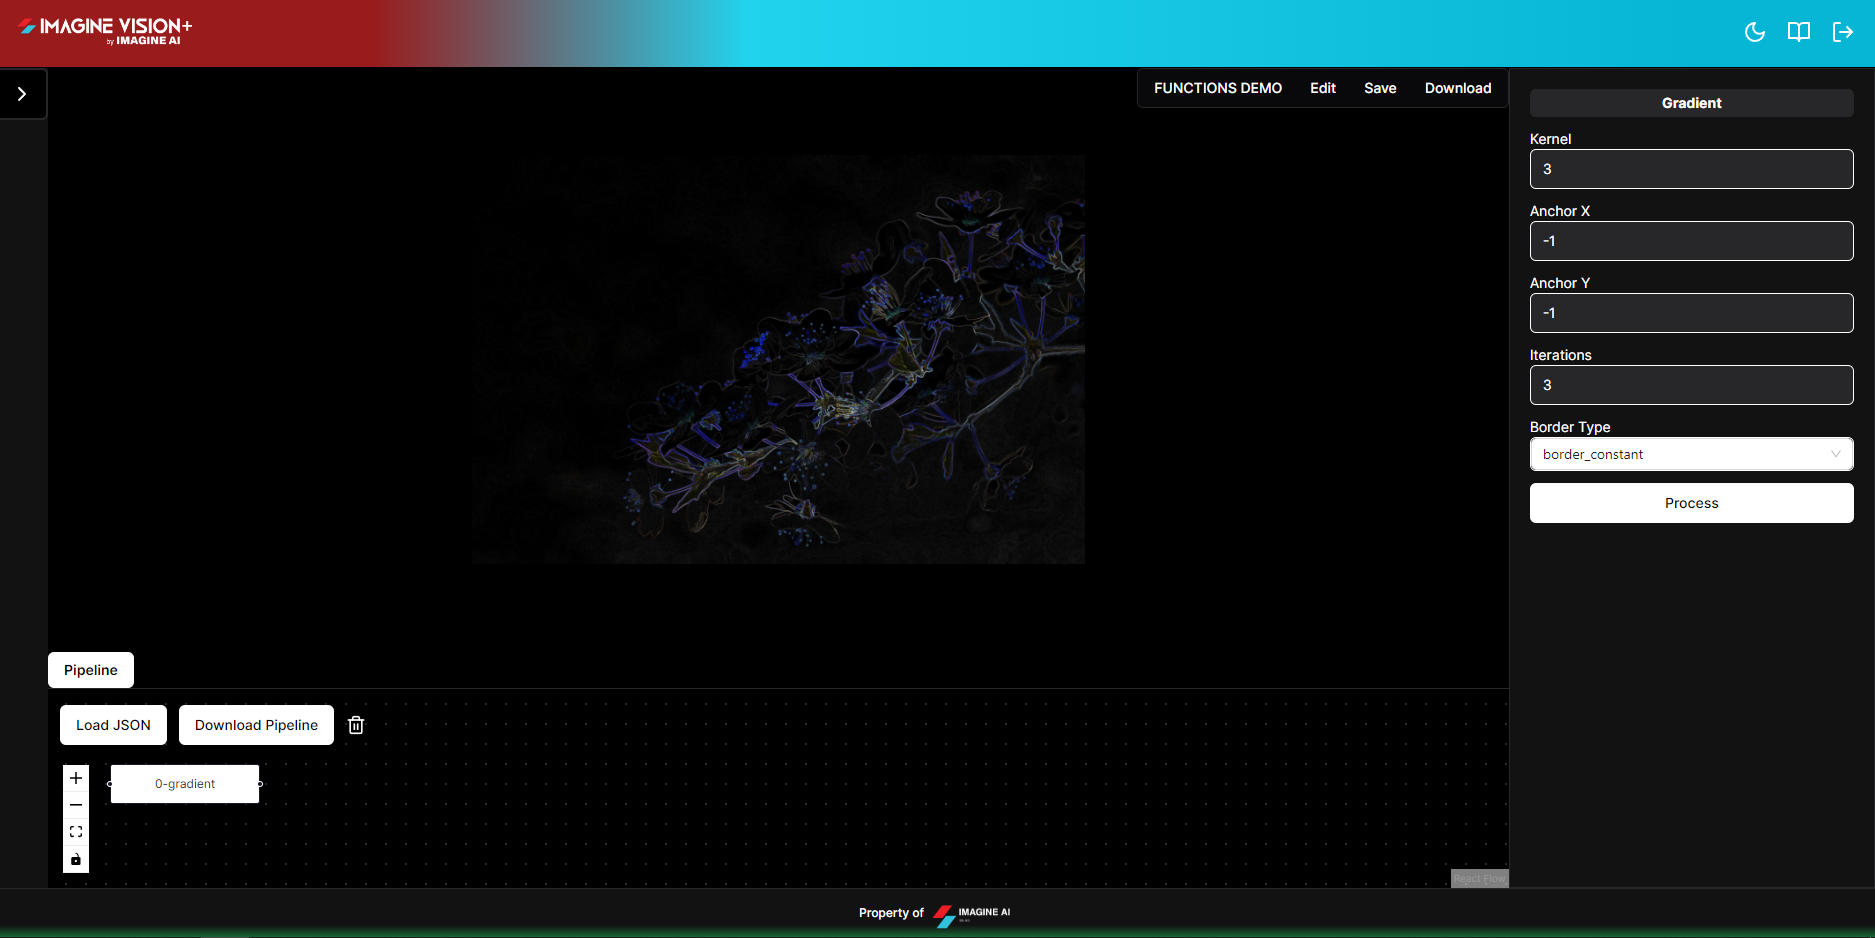 IMAGINE VISION+
by IMAGINE AI
FUNCTIONS DEMO Edit Save Download
Gradient
Kernel
3
Anchor X
-1
Anchor Y
-1
Iterations
3
Border Type
border_constant
Process
Pipeline
Load JSON Download Pipeline
0-gradient
React Flow
Property of IMAGINE AI